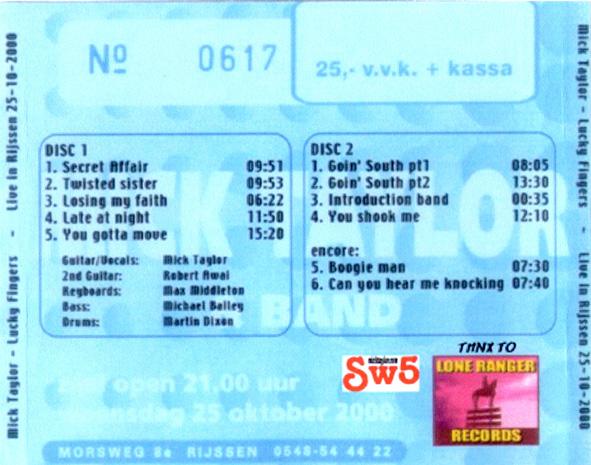 Nº 0617
25,- v.v.k. + kassa
Mick Taylor - Lucky Fingers - Live in Rijssen 25-10-2000
DISC 1
1. Secret Affair 09:51
2. Twisted sister 09:53
3. Losing my faith 06:22
4. Late at night 11:50
5. You gotta move 15:20
Guitar/Vocals: Mick Taylor
2nd Guitar: Robert Awai
Keyboards: Max Middleton
Bass: Michael Bailey
Drums: Martin Dixon
DISC 2
1. Goin' South pt1 08:05
2. Goin' South pt2 13:30
3. Introduction band 00:35
4. You shook me 12:10
encore:
5. Boogie man 07:30
6. Can you hear me knocking 07:40
TAYLOR
BAND
Sw5
THNX TO
LONE RANGER
RECORDS
open 21.00 uur
25 oktober 2000
MORSWEG 8a RIJSSEN 0548-54 44 22
Mick Taylor - Lucky Fingers - Live in Rijssen 25-10-2000